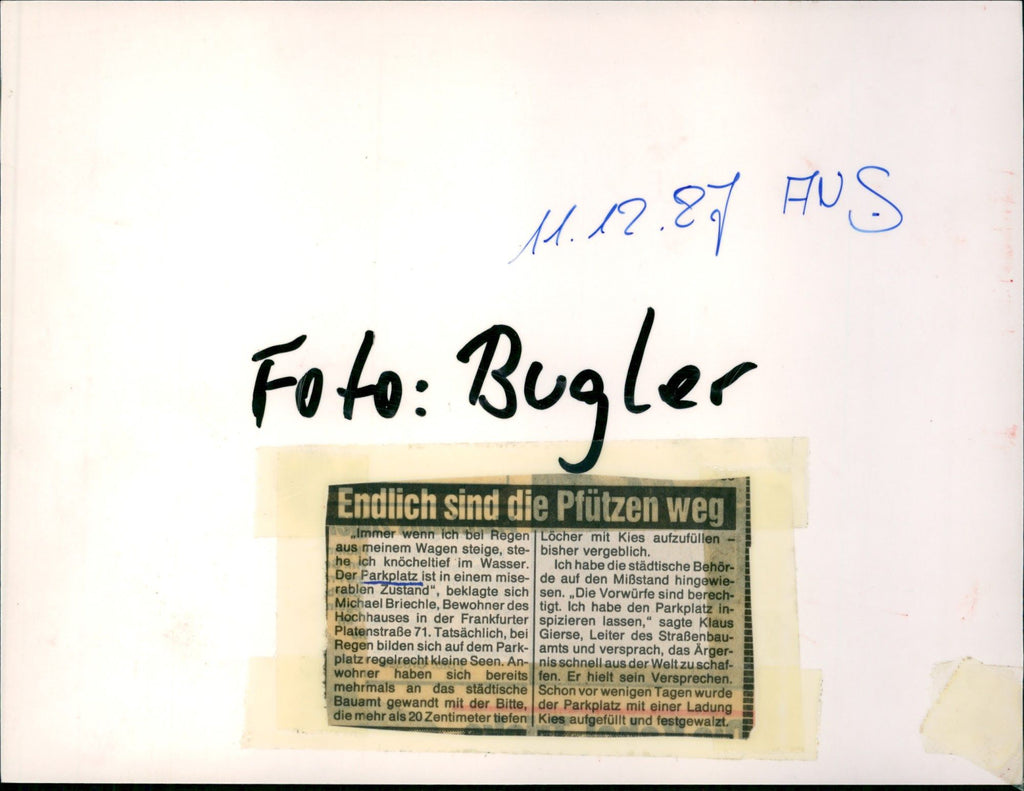 11.12.87 AUS.
Foto: Bugler
Endlich sind die Pfützen weg
„Immer wenn ich bei Regen
aus meinem Wagen steige, ste-
he ich knöcheltief im Wasser.
Der Parkplatz ist in einem mise-
rablen Zustand“, beklagte sich
Michael Briechle, Bewohner des
Hochhauses in der Frankfurter
Platenstraße 71. Tatsächlich, bei
Regen bilden sich auf dem Park-
platz regelrecht kleine Seen. An-
wohner haben sich bereits
mehrmals an das städtische
Bauamt gewandt mit der Bitte,
die mehr als 20 Zentimeter tiefen
Löcher mit Kies aufzufüllen –
bisher vergeblich.
Ich habe die städtische Behör-
de auf den Mißstand hingewie-
sen. „Die Vorwürfe sind berech-
tigt. Ich habe den Parkplatz in-
spizieren lassen,“ sagte Klaus
Gierse, Leiter des Straßenbau-
amts und versprach, das Ärger-
nis schnell aus der Welt zu schaf-
fen. Er hielt sein Versprechen.
Schon vor wenigen Tagen wurde
der Parkplatz mit einer Ladung
Kies aufgefüllt und festgewalzt.